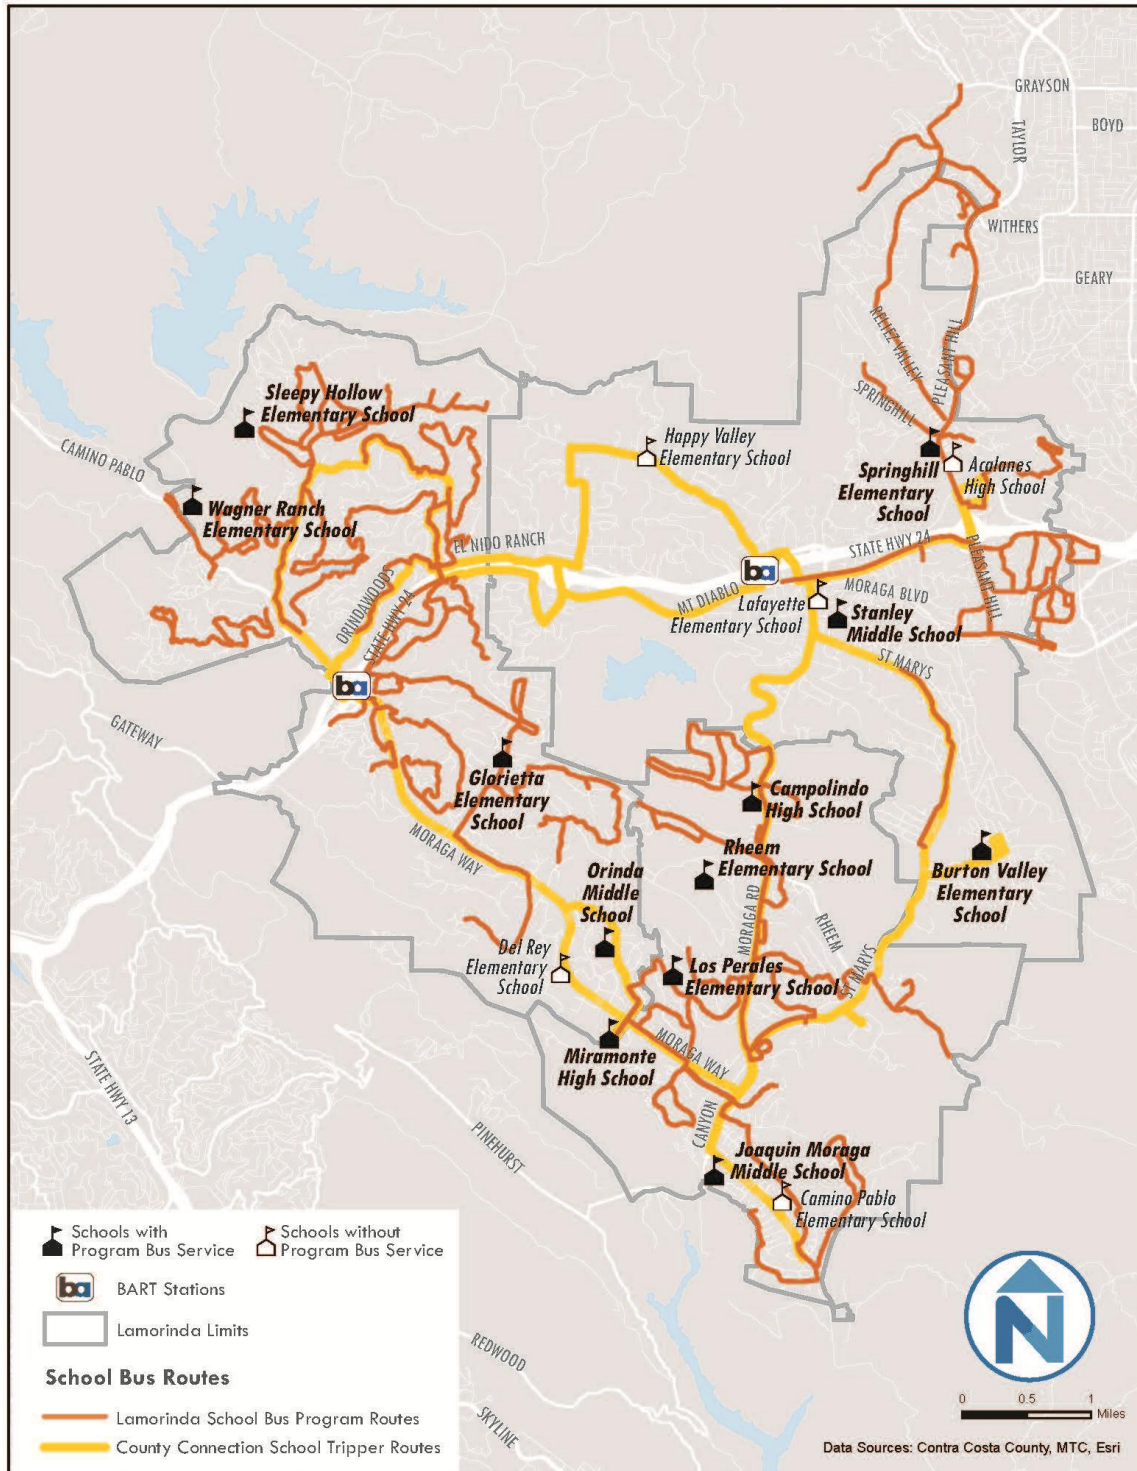 GRAYSON
TAYLOR
BOYD
WITHERS
GEARY
RELIEZ VALLEY
PLEASANT HILL
SPRINGHILL
Sleepy Hollow
Elementary School
CAMINO PABLO
Happy Valley
Elementary School
Springhill
Elementary
School
Acalanes
High School
Wagner Ranch
Elementary School
EL NIDO RANCH
STATE HWY 24
ba
PLEASANT HILL
ORINDAWOODS
STATE HWY 24
MT DIABLO
MORAGA BLVD
Lafayette
Elementary School
Stanley
Middle School
ST MARYS
ba
GATEWAY
Glorietta
Elementary
School
Campolindo
High School
MORAGA WAY
Rheem
Elementary School
Orinda
Middle
School
Burton Valley
Elementary
School
MORAGA RD
RHEEM
Del Rey
Elementary
School
Los Perales
Elementary School
ST MARYS
Miramonte
High School
MORAGA WAY
STATE HWY 13
PINEHURST
CANYON
Joaquin Moraga
Middle School
Camino Pablo
Elementary School
REDWOOD
SKYLINE
Schools with
Program Bus Service
Schools without
Program Bus Service
ba
BART Stations
Lamorinda Limits
School Bus Routes
Lamorinda School Bus Program Routes
County Connection School Tripper Routes
N
0 0.5 1
Miles
Data Sources: Contra Costa County, MTC, Esri